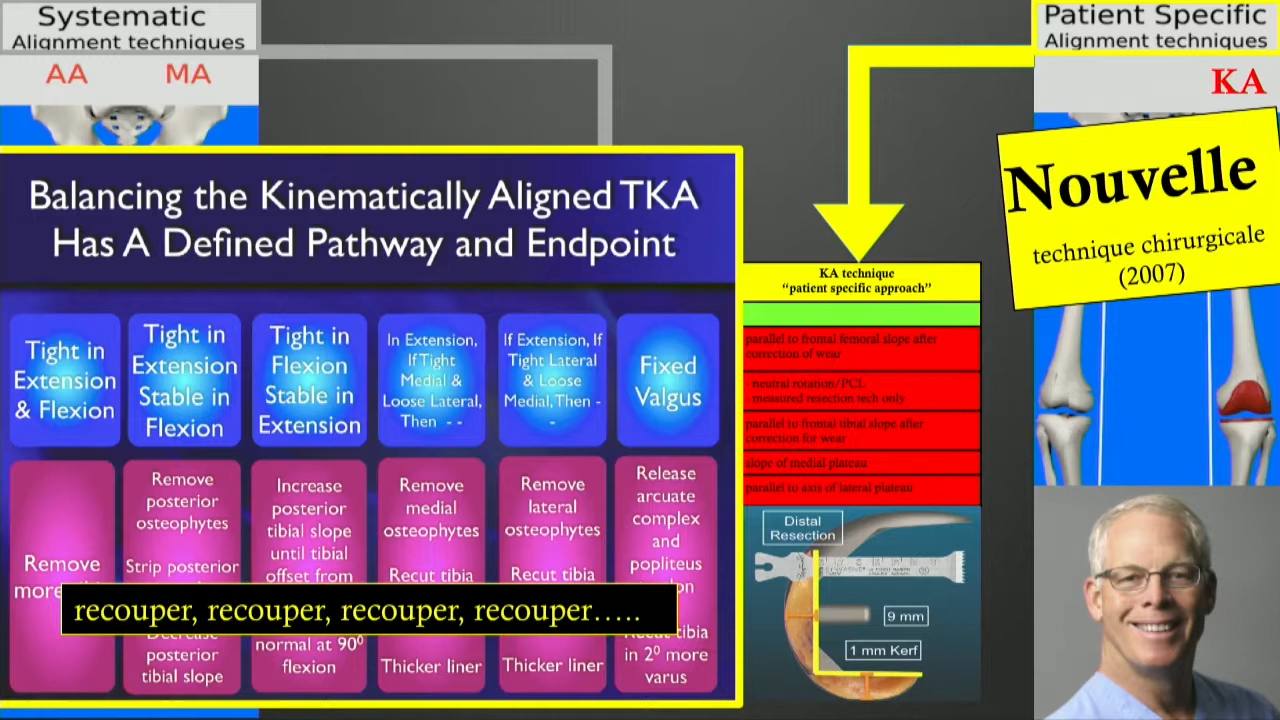 Systematic
Alignment techniques
AA MA
Patient Specific
Alignment techniques
KA
Nouvelle
technique chirurgicale
(2007)
Balancing the Kinematically Aligned TKA
Has A Defined Pathway and Endpoint
Tight in
Extension
& Flexion
Tight in
Extension
Stable in
Flexion
Tight in
Flexion
Stable in
Extension
In Extension,
If Tight
Medial &
Loose Lateral,
Then - -
If Extension, If
Tight Lateral
& Loose
Medial, Then -
-
Fixed
Valgus
Remove
more
Remove
posterior
osteophytes
Strip posterior
Decrease
posterior
tibial slope
Increase
posterior
tibial slope
until tibial
offset from
normal at 90⁰
flexion
Remove
medial
osteophytes
Recut tibia
Thicker liner
Remove
lateral
osteophytes
Recut tibia
Thicker liner
Release
arcuate
complex
and
popliteus
Recut tibia
in 2⁰ more
varus
recouper, recouper, recouper, recouper…..
KA technique
“patient specific approach”
parallel to frontal femoral slope after
correction of wear
- neutral rotation/PCL
- measured resection tech only
parallel to frontal tibial slope after
correction for wear
slope of medial plateau
parallel to axis of lateral plateau
Distal
Resection
9 mm
1 mm Kerf